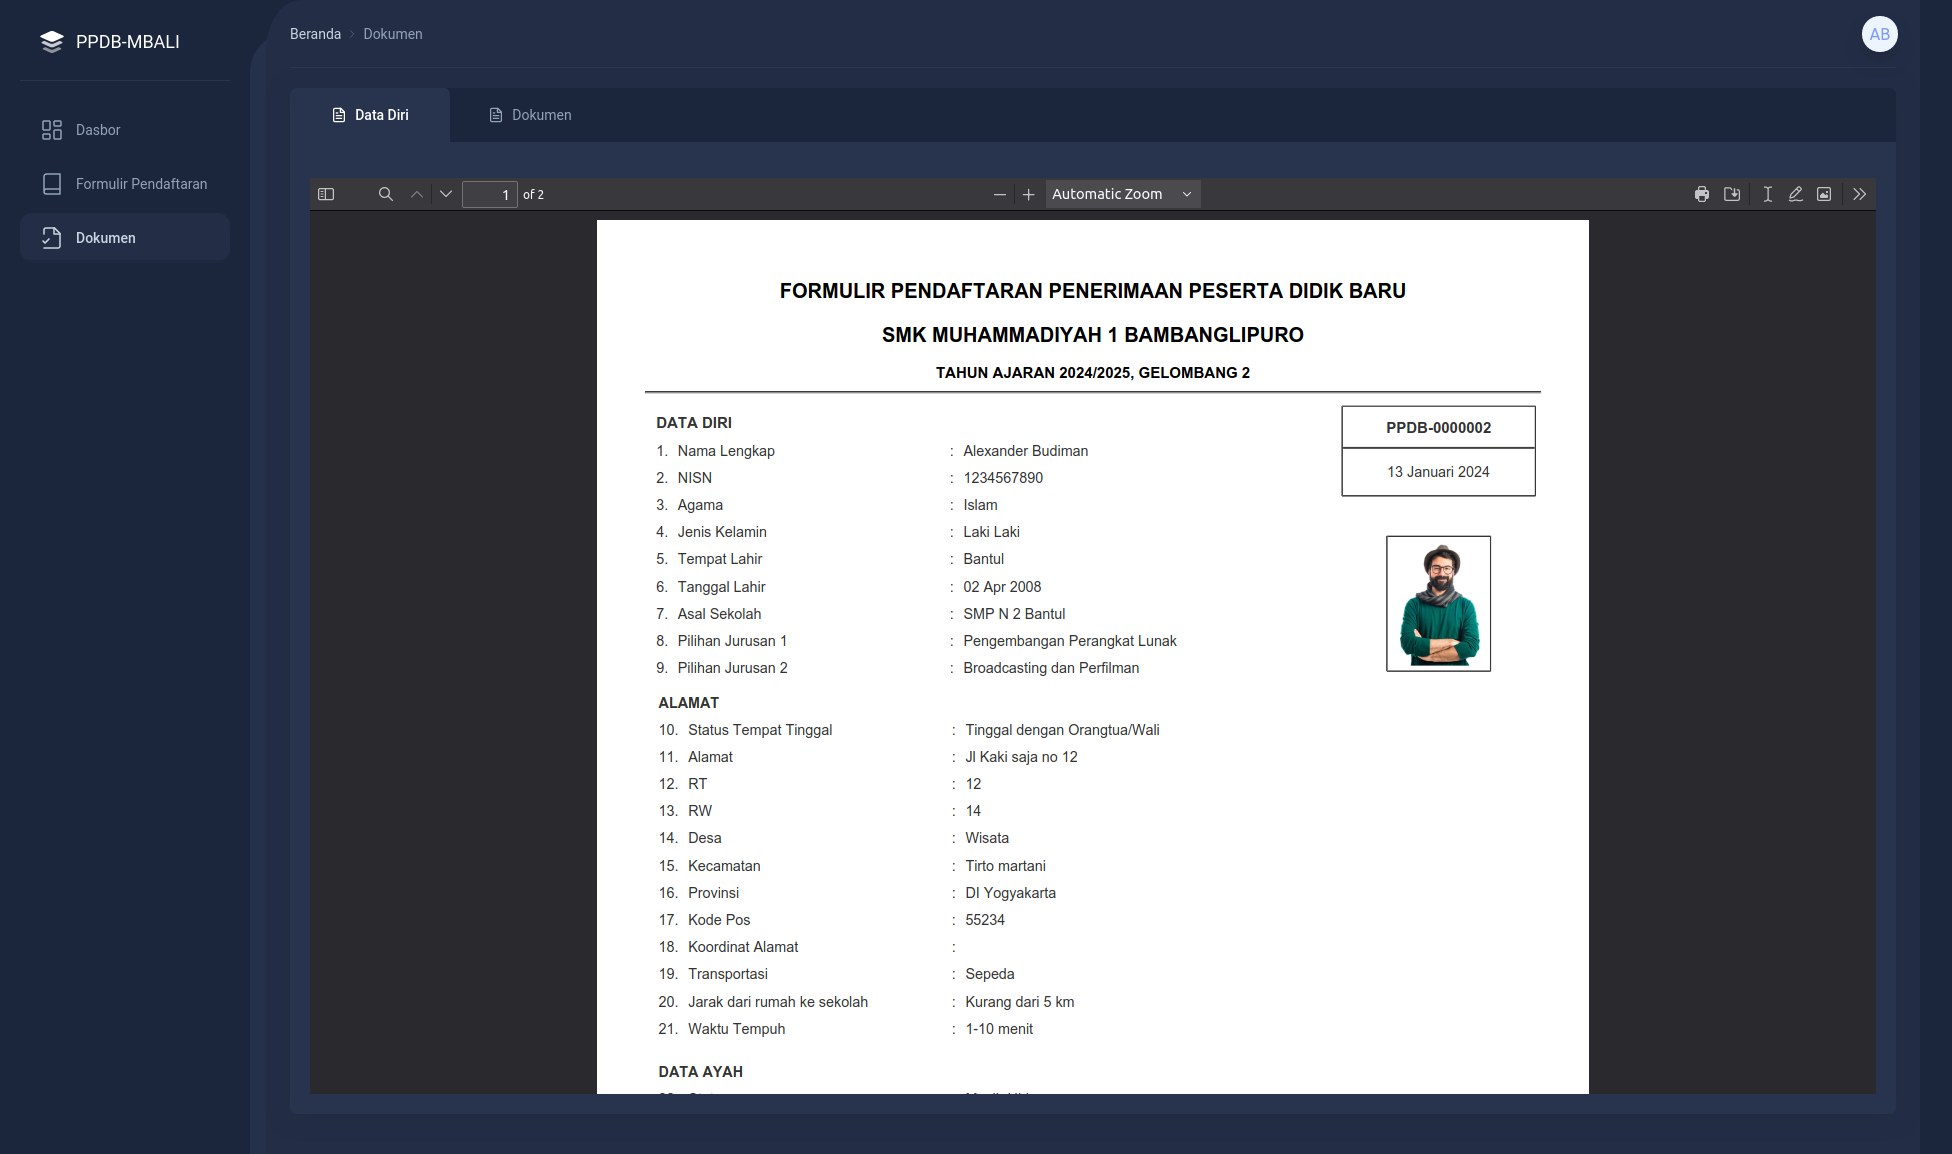 PPDB-MBALI
Dasbor
Formulir Pendaftaran
Dokumen
Beranda
Dokumen
AB
Data Diri
Dokumen
1 of 2
Automatic Zoom
FORMULIR PENDAFTARAN PENERIMAAN PESERTA DIDIK BARU
SMK MUHAMMADIYAH 1 BAMBANGLIPURO
TAHUN AJARAN 2024/2025, GELOMBANG 2
PPDB-0000002
13 Januari 2024
DATA DIRI
1. Nama Lengkap : Alexander Budiman
2. NISN : 1234567890
3. Agama : Islam
4. Jenis Kelamin : Laki Laki
5. Tempat Lahir : Bantul
6. Tanggal Lahir : 02 Apr 2008
7. Asal Sekolah : SMP N 2 Bantul
8. Pilihan Jurusan 1 : Pengembangan Perangkat Lunak
9. Pilihan Jurusan 2 : Broadcasting dan Perfilman
ALAMAT
10. Status Tempat Tinggal : Tinggal dengan Orangtua/Wali
11. Alamat : Jl Kaki saja no 12
12. RT : 12
13. RW : 14
14. Desa : Wisata
15. Kecamatan : Tirto martani
16. Provinsi : DI Yogyakarta
17. Kode Pos : 55234
18. Koordinat Alamat :
19. Transportasi : Sepeda
20. Jarak dari rumah ke sekolah : Kurang dari 5 km
21. Waktu Tempuh : 1-10 menit
DATA AYAH